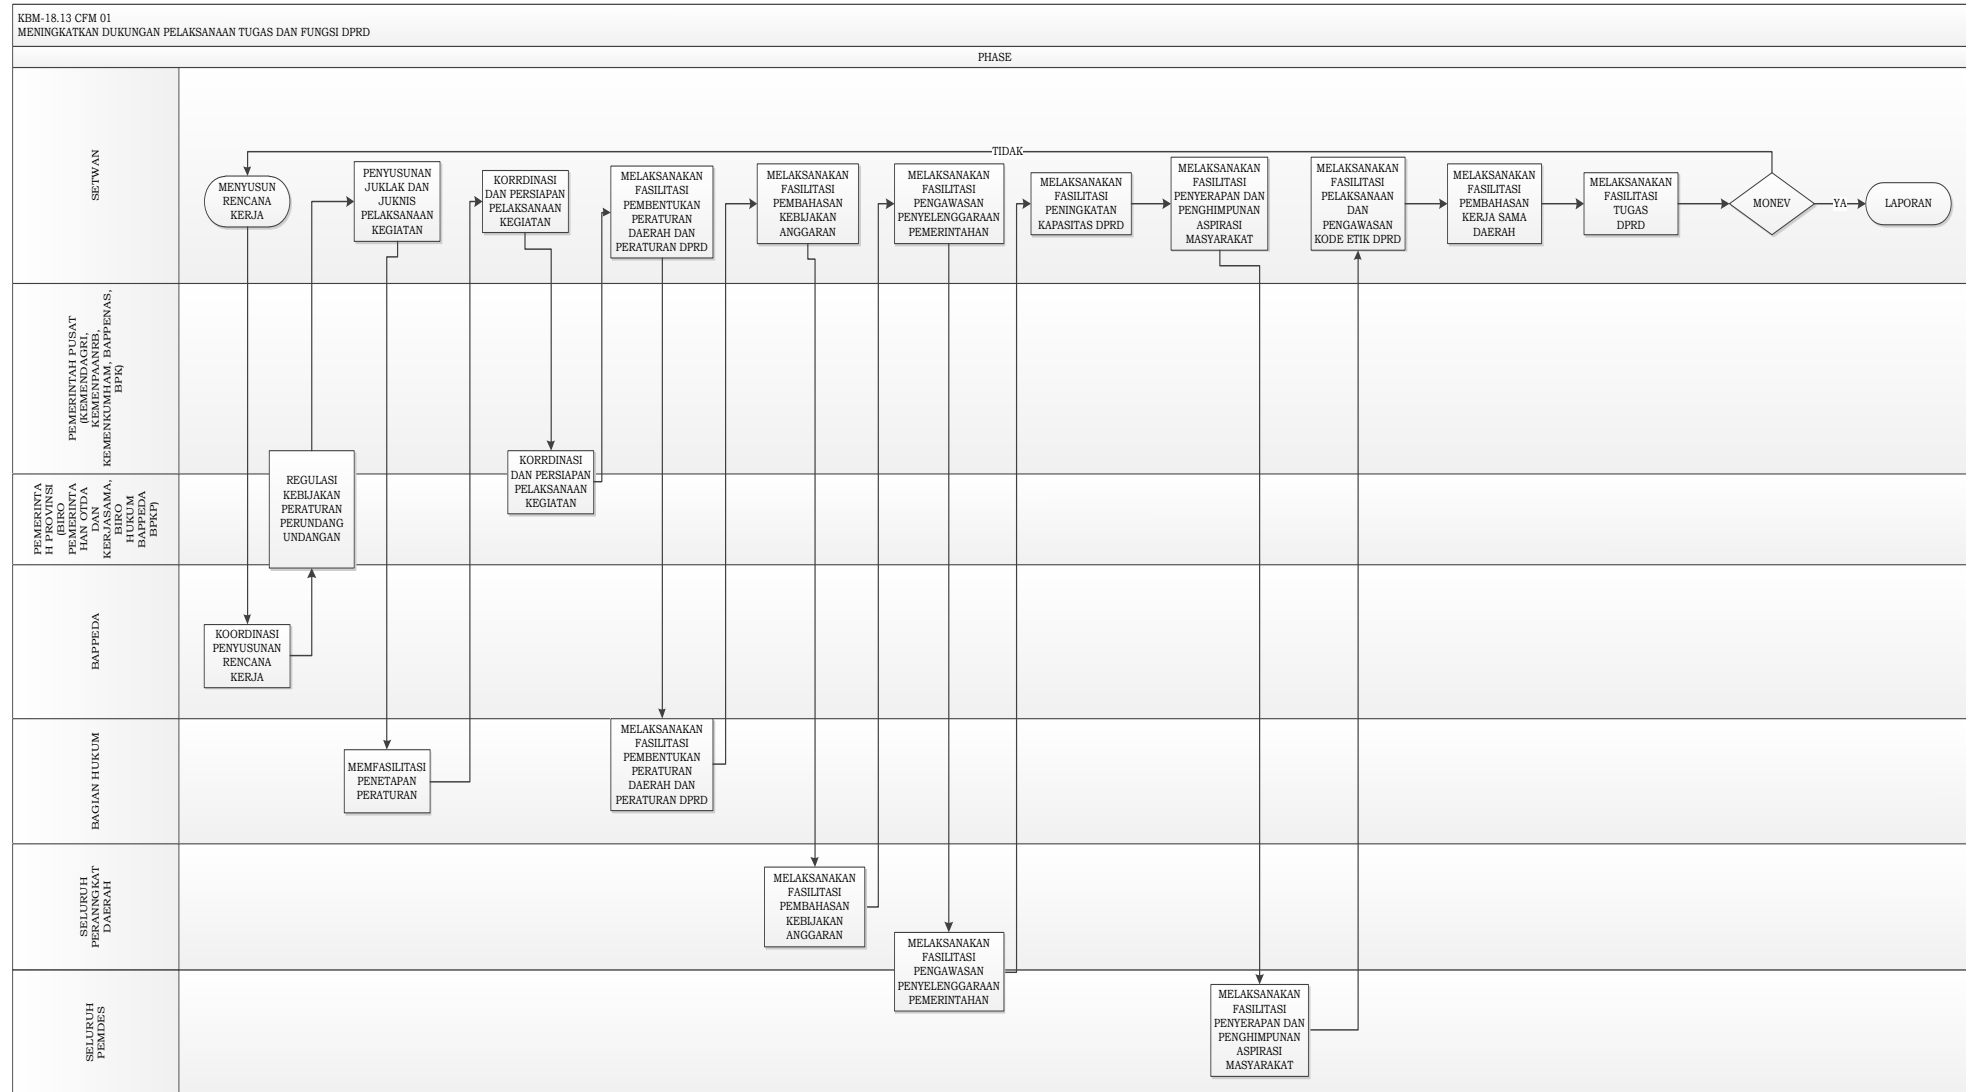 KBM-18.13 CFM 01
MENINGKATKAN DUKUNGAN PELAKSANAAN TUGAS DAN FUNGSI DPRD
PHASE
SETWAN
TIDAK
MENYUSUN
RENCANA
KERJA
PENYUSUNAN
JUKLAK DAN
JUKNIS
PELAKSANAAN
KEGIATAN
KORRDINASI
DAN PERSIAPAN
PELAKSANAAN
KEGIATAN
MELAKSANAKAN
FASILITASI
PEMBENTUKAN
PERATURAN
DAERAH DAN
PERATURAN DPRD
MELAKSANAKAN
FASILITASI
PEMBAHASAN
KEBIJAKAN
ANGGARAN
MELAKSANAKAN
FASILITASI
PENGAWASAN
PENYELENGGARAAN
PEMERINTAHAN
MELAKSANAKAN
FASILITASI
PENINGKATAN
KAPASITAS DPRD
MELAKSANAKAN
FASILITASI
PENYERAPAN DAN
PENGHIMPUNAN
ASPIRASI
MASYARAKAT
MELAKSANAKAN
FASILITASI
PELAKSANAAN
DAN
PENGAWASAN
KODE ETIK DPRD
MELAKSANAKAN
FASILITASI
PEMBAHASAN
KERJA SAMA
DAERAH
MELAKSANAKAN
FASILITASI
TUGAS
DPRD
MONEV
YA
LAPORAN
PEMERINTAH PUSAT
(KEMENDAGRI,
KEMENPAANRB,
KEMENKUMHAM, BAPPENAS,
BPK)
REGULASI
KEBIJAKAN
PERATURAN
PERUNDANG
UNDANGAN
KORRDINASI
DAN PERSIAPAN
PELAKSANAAN
KEGIATAN
PEMERINTA
H PROVINSI
(BIRO
PEMERINTA
HAN OTDA
DAN
KERJASAMA,
BIRO
HUKUM
BAPPEDA
BPKP)
BAPPEDA
KOORDINASI
PENYUSUNAN
RENCANA
KERJA
BAGIAN HUKUM
MEMFASILITASI
PENETAPAN
PERATURAN
MELAKSANAKAN
FASILITASI
PEMBENTUKAN
PERATURAN
DAERAH DAN
PERATURAN DPRD
SELURUH
PERANNGKAT
DAERAH
MELAKSANAKAN
FASILITASI
PEMBAHASAN
KEBIJAKAN
ANGGARAN
MELAKSANAKAN
FASILITASI
PENGAWASAN
PENYELENGGARAAN
PEMERINTAHAN
SELURUH
PEMDES
MELAKSANAKAN
FASILITASI
PENYERAPAN DAN
PENGHIMPUNAN
ASPIRASI
MASYARAKAT